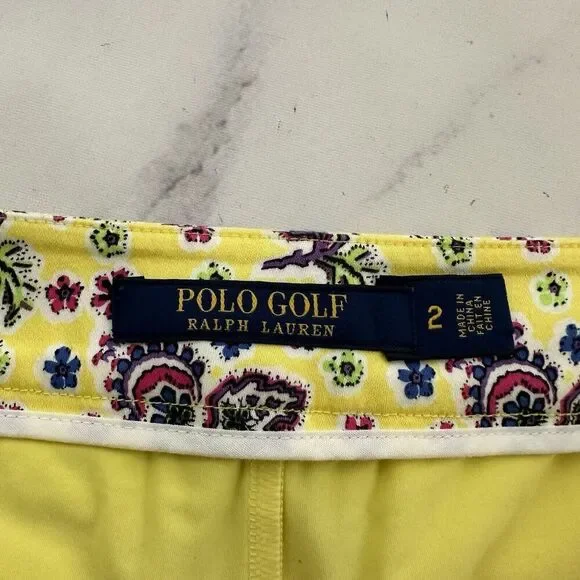 POLO GOLF
RALPH LAUREN
2
MADE IN
CHINA
FAIT EN
CHINE